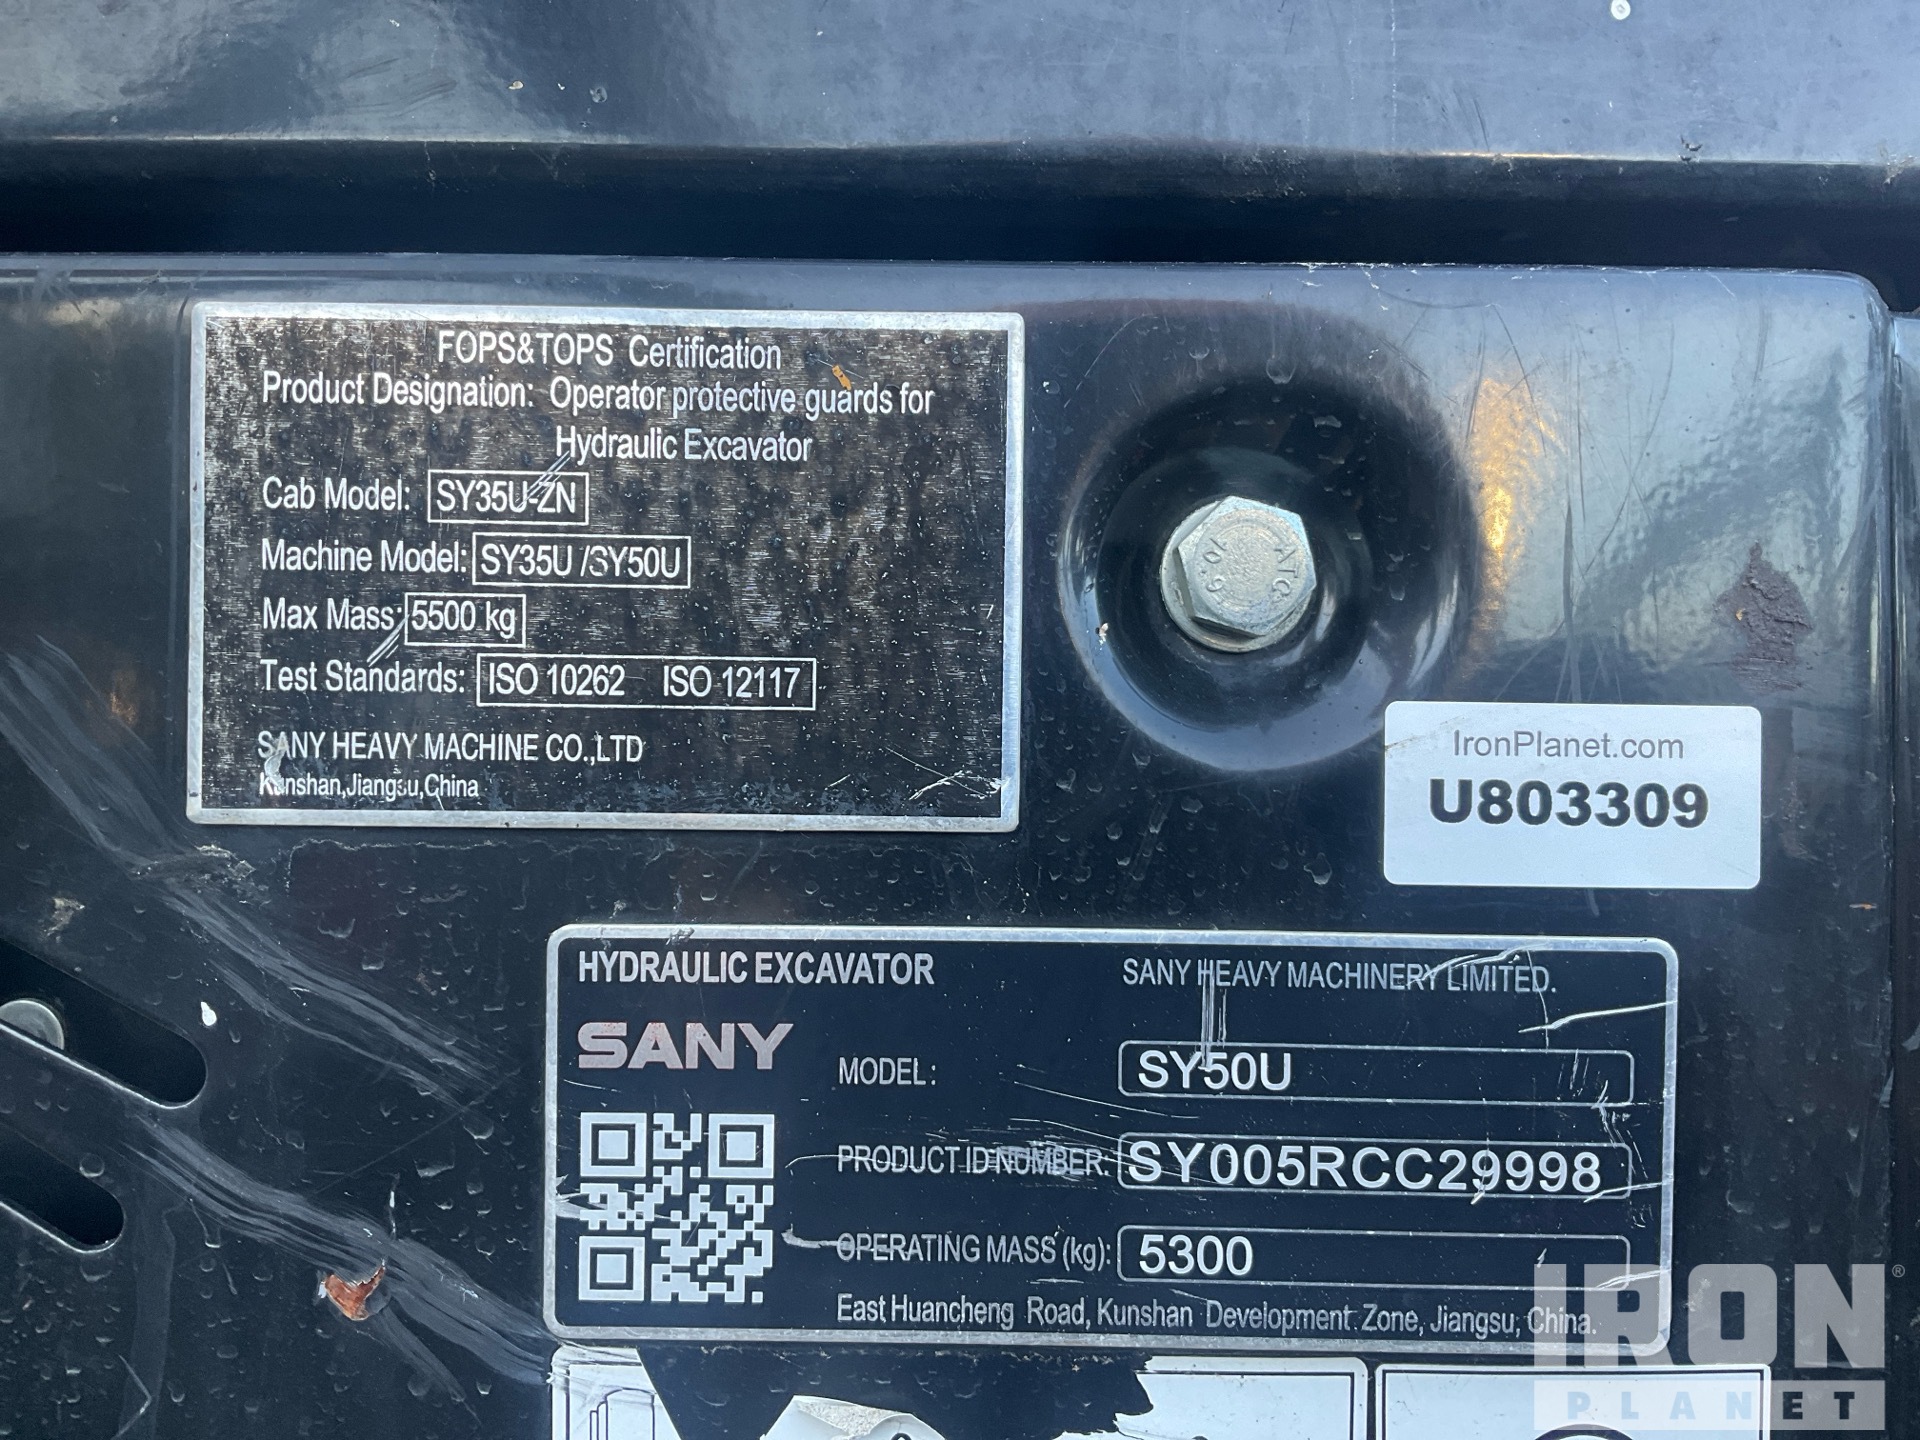 FOPS&TOPS Certification
Product Designation: Operator protective guards for
Hydraulic Excavator
Cab Model: SY35U-ZN
Machine Model: SY35U /SY50U
Max Mass: 5500 kg
Test Standards: ISO 10262 ISO 12117
SANY HEAVY MACHINE CO.,LTD
Kunshan,Jiangsu,China
ATC
10.9
IronPlanet.com
U803309
HYDRAULIC EXCAVATOR
SANY HEAVY MACHINERY LIMITED.
SANY
MODEL: SY50U
PRODUCT ID NUMBER: SY005RCC29998
OPERATING MASS (kg): 5300
East Huancheng Road, Kunshan Development Zone, Jiangsu, China.
IRON ®
PLANET